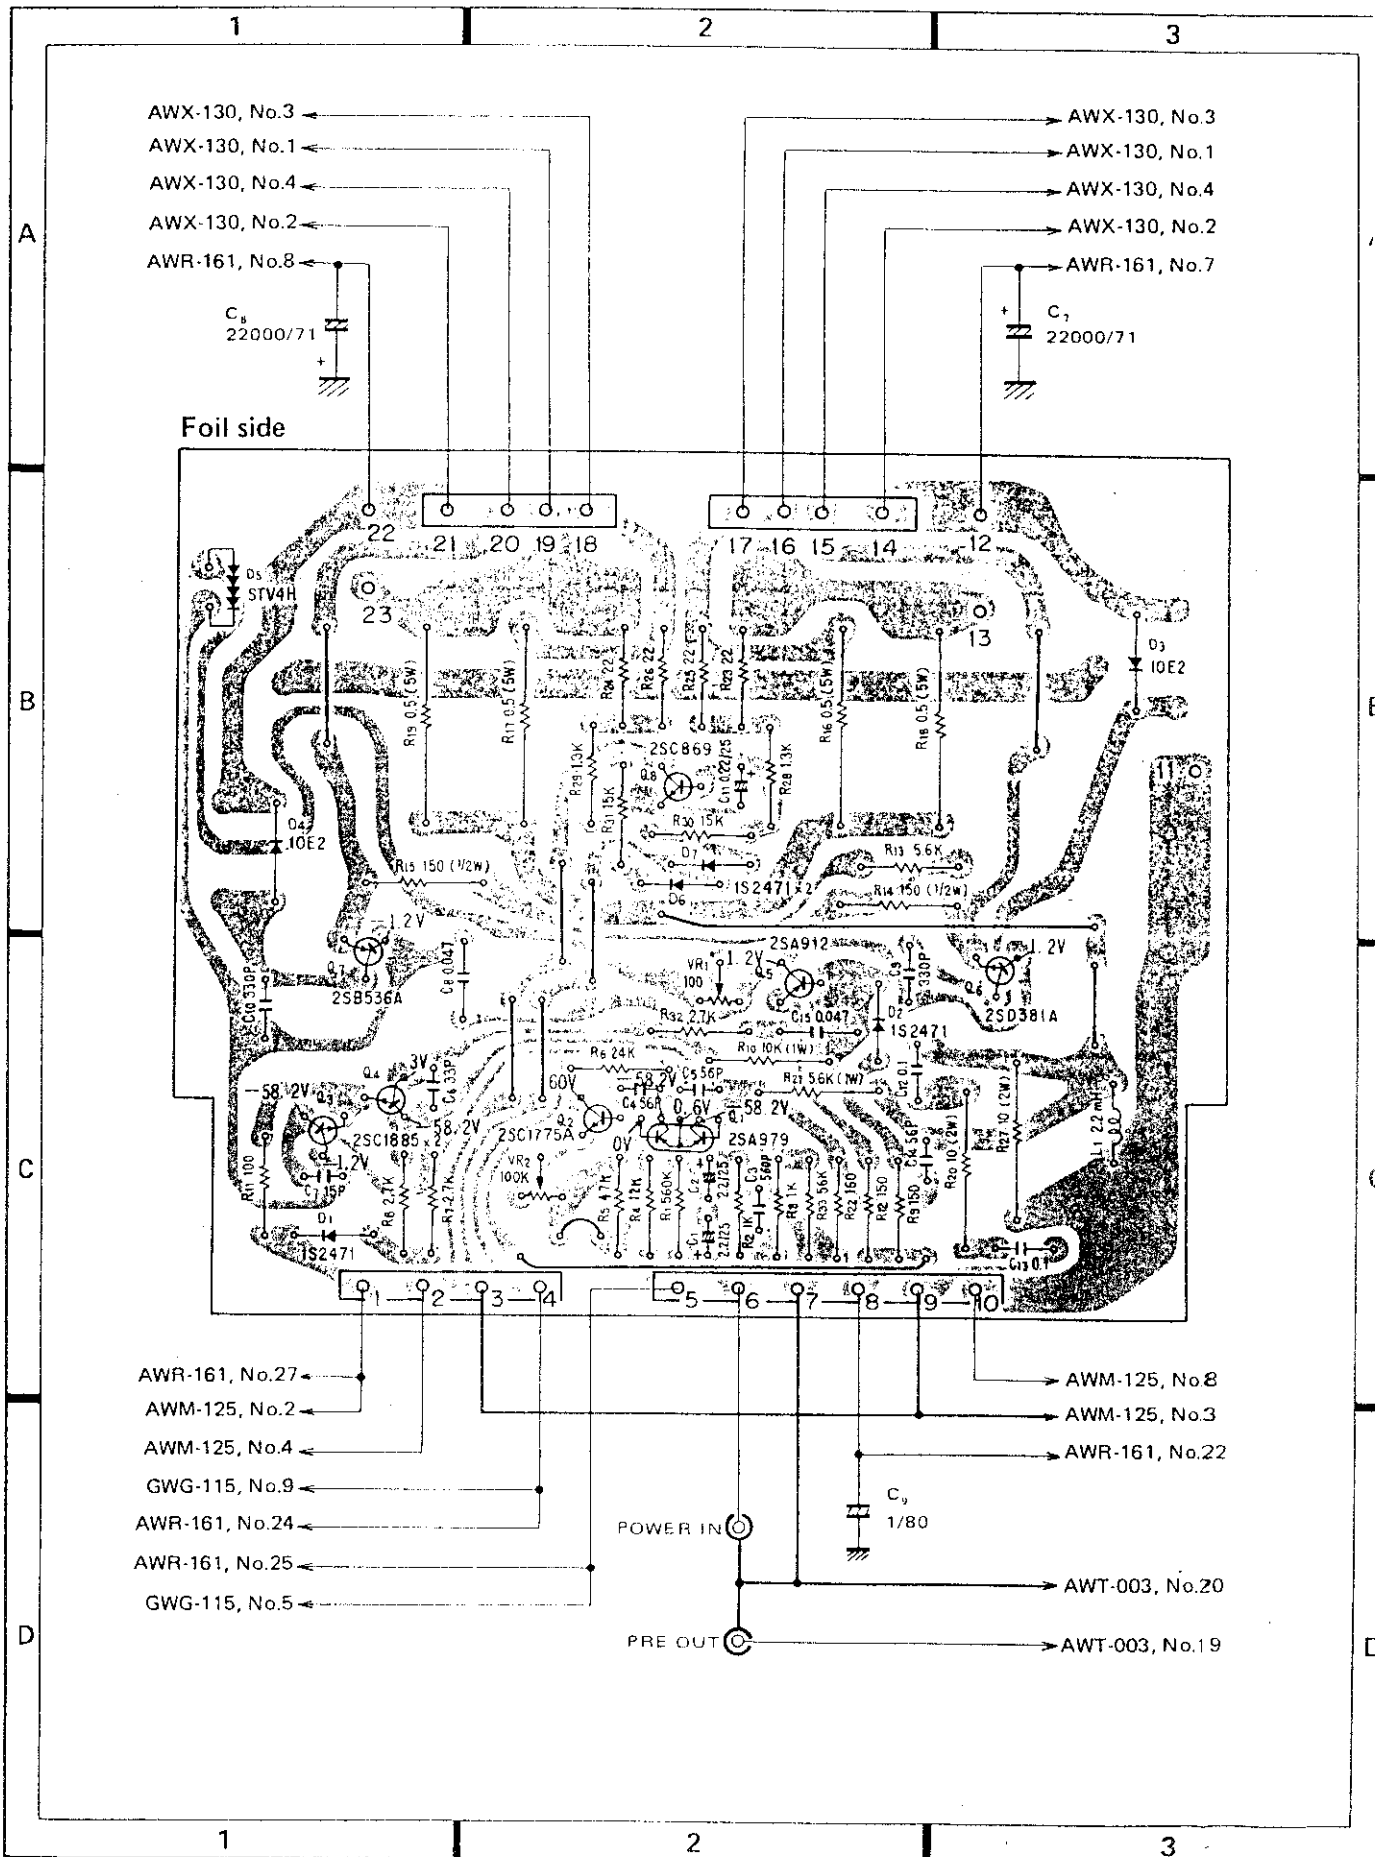 1 2 3
AWX-130, No.3
AWX-130, No.1
AWX-130, No.4
AWX-130, No.2
AWR-161, No.8
AWX-130, No.3
AWX-130, No.1
AWX-130, No.4
AWX-130, No.2
AWR-161, No.7
A
C₈
22000/71
+
+
C₇
22000/71
Foil side
22 21 20 19 18 17 16 15 14 12
23 13
D5
STV4H
D3
10E2
B
R19 0.5 (5W)
R17 0.5 (5W)
R24 22
R26 22
R25 22
R23 22
R16 0.5 (5W)
R18 0.5 (5W)
2SC869
Q8
R29 1.3K
R31 15K
C11 0.22/25
+
R28 1.3K
11
R30 15K
D4
10E2
R15 150 (1/2W)
D7
D6
1S2471×2
R13 5.6K
R14 150 (1/2W)
1.2V
Q7
2SB536A
C10 330P
C8 0.047
VR1
100
1.2V
2SA912
C9 330P
1.2V
Q6
2SD381A
R32 2.7K
C15 0.047
D2
1S2471
R10 10K (1W)
R6 24K
C5 56P
R21 5.6K (1W)
C12 0.1
-58.2V
Q3
Q4
3V
C6 33P
-58.2V
2SC1885×2
1.2V
60V
-58.2V
C4 56P
Q2
2SC1775A
0V
0.6V
Q1
-58.2V
2SA979
C14 56P
R20 10 (2W)
R27 10 (2W)
L1 2.2 mH
C
R11 100
C7 15P
D1
1S2471
R8 2.7K
R7 2.7K
VR2
100K
R5 4.7K
R4 12K
R1 560K
C2 2.2/25
C1 2.2/25
R2 1K
C3 560P
R3 1K
R33 56K
R22 160
R12 150
R9 150
C13 0.1
1 2 3 4 5 6 7 8 9 10
AWR-161, No.27
AWM-125, No.2
AWM-125, No.4
GWG-115, No.9
AWR-161, No.24
AWR-161, No.25
GWG-115, No.5
AWM-125, No.8
AWM-125, No.3
AWR-161, No.22
C₉
1/80
POWER IN
AWT-003, No.20
D
PRE OUT
AWT-003, No.19
1 2 3